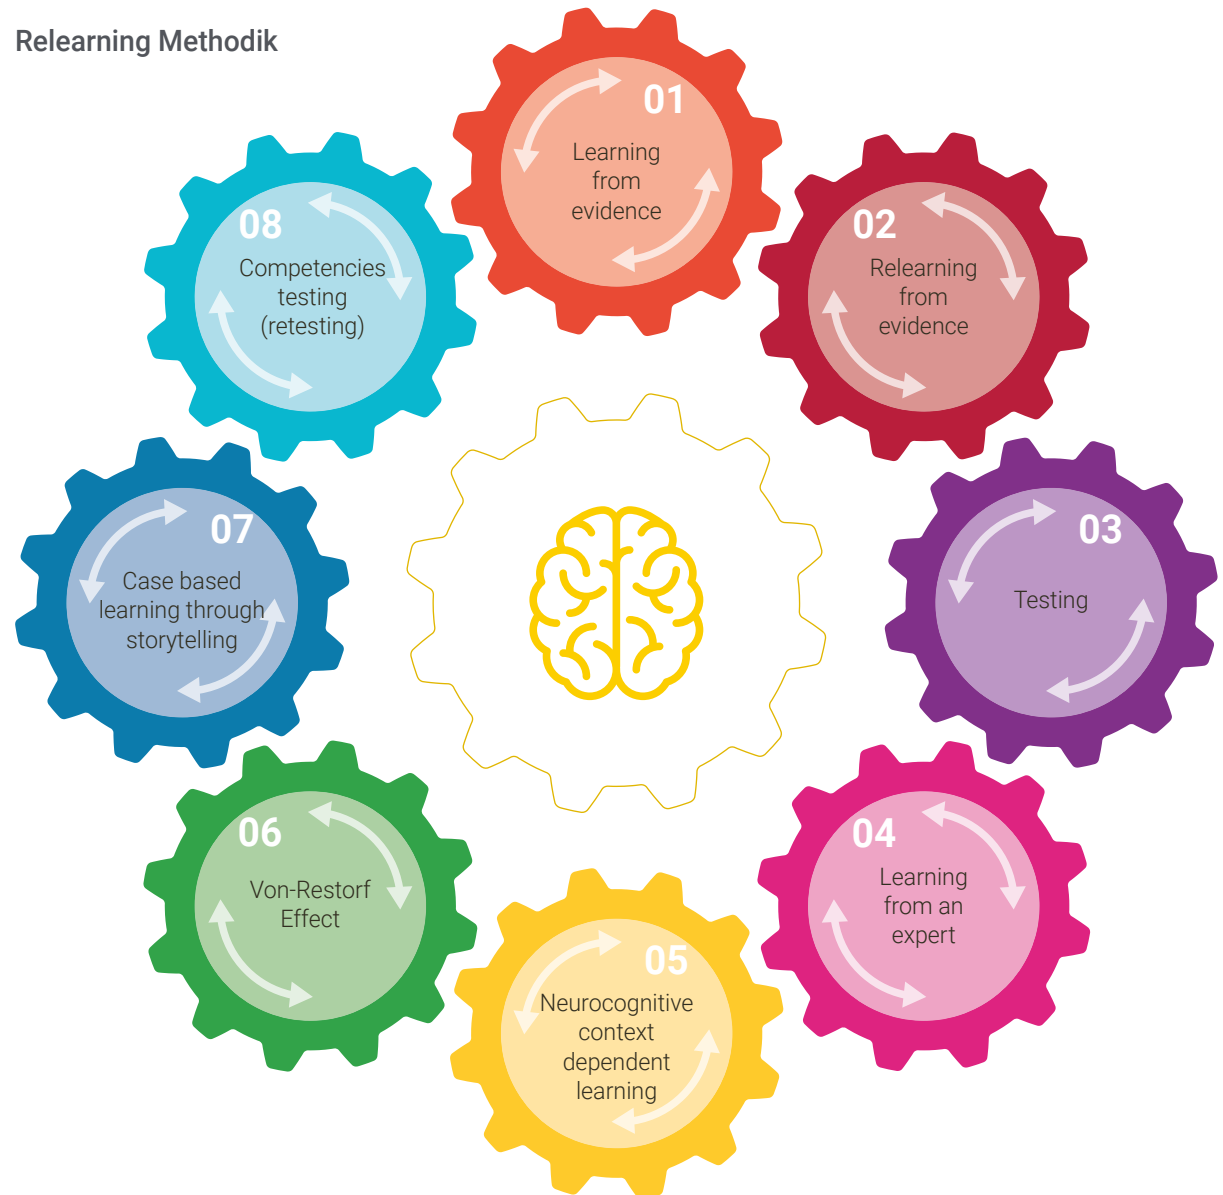 Relearning Methodik
01
Learning
from
evidence
02
Relearning
from
evidence
03
Testing
04
Learning
from an
expert
05
Neurocognitive
context
dependent
learning
06
Von-Restorf
Effect
07
Case based
learning through
storytelling
08
Competencies
testing
(retesting)